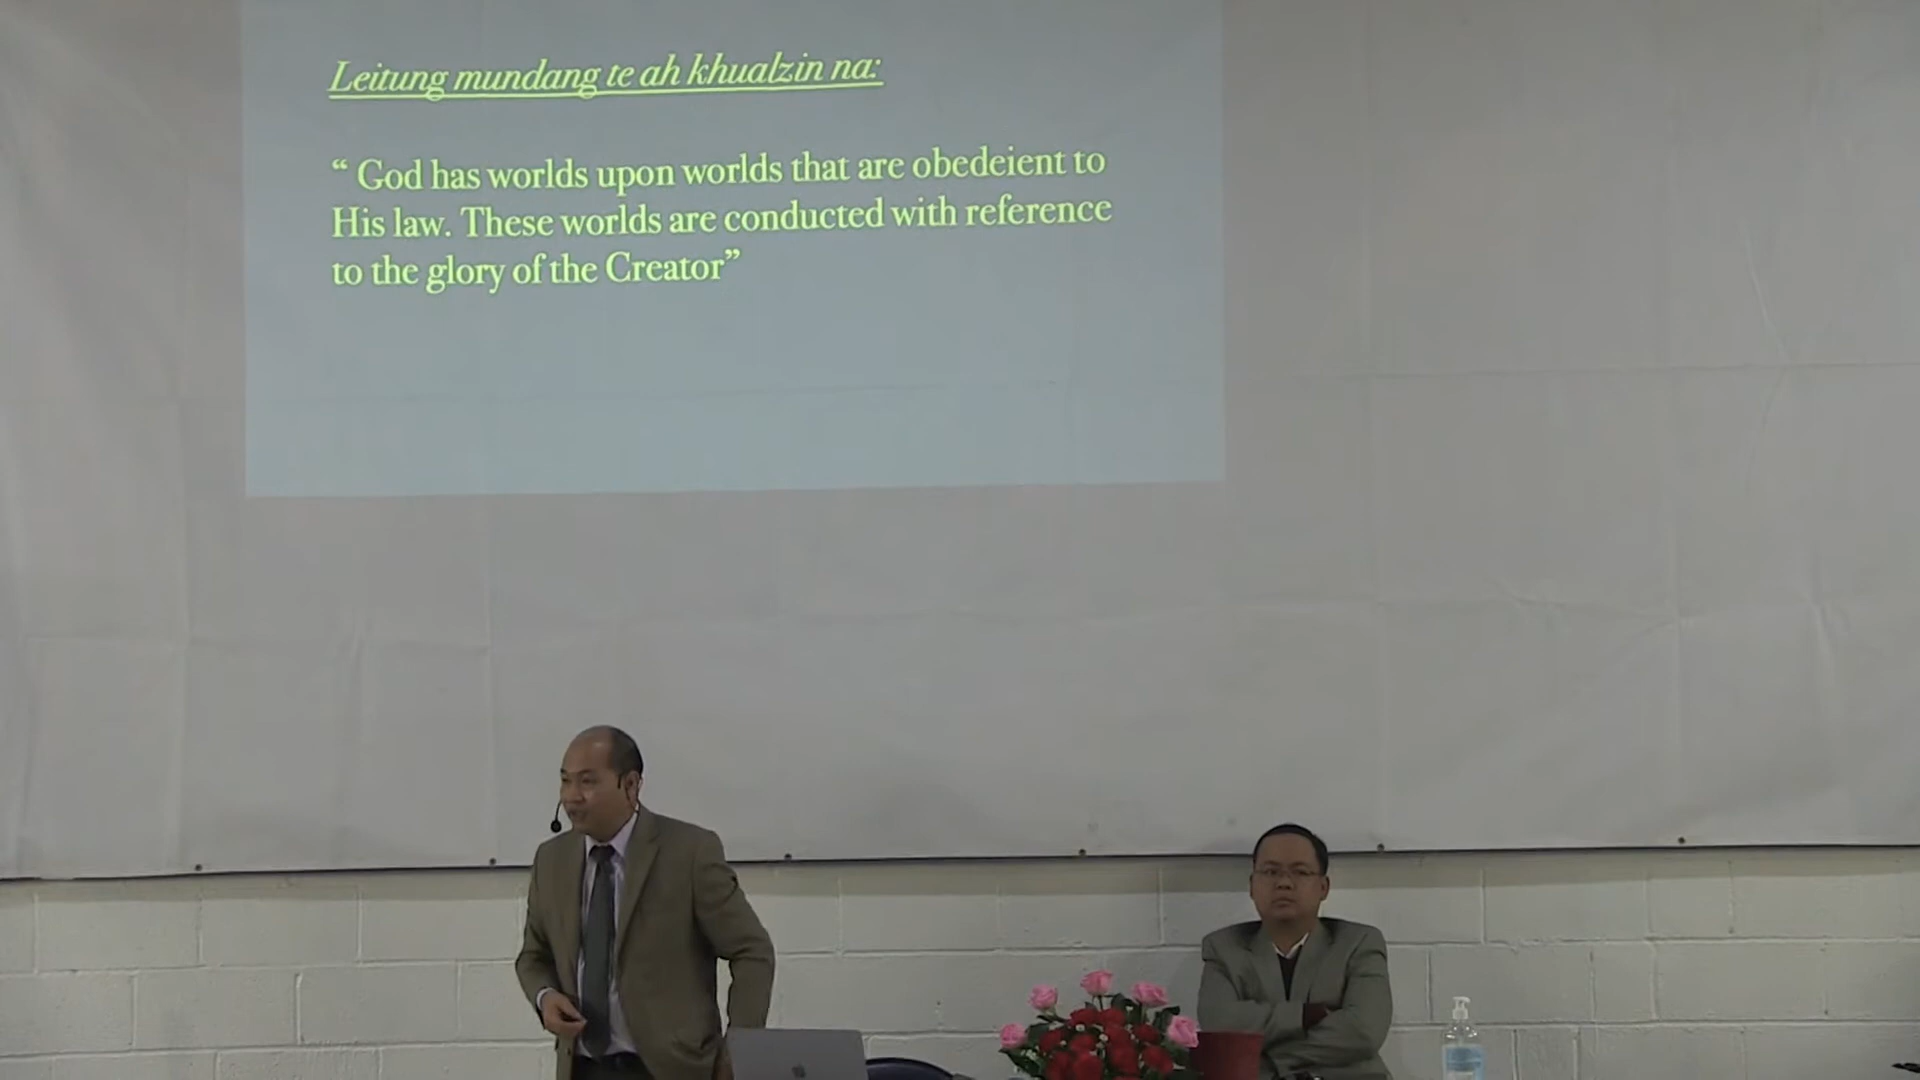 Leitung mundang te ah khualzin na:
“ God has worlds upon worlds that are obedeient to
His law. These worlds are conducted with reference
to the glory of the Creator”